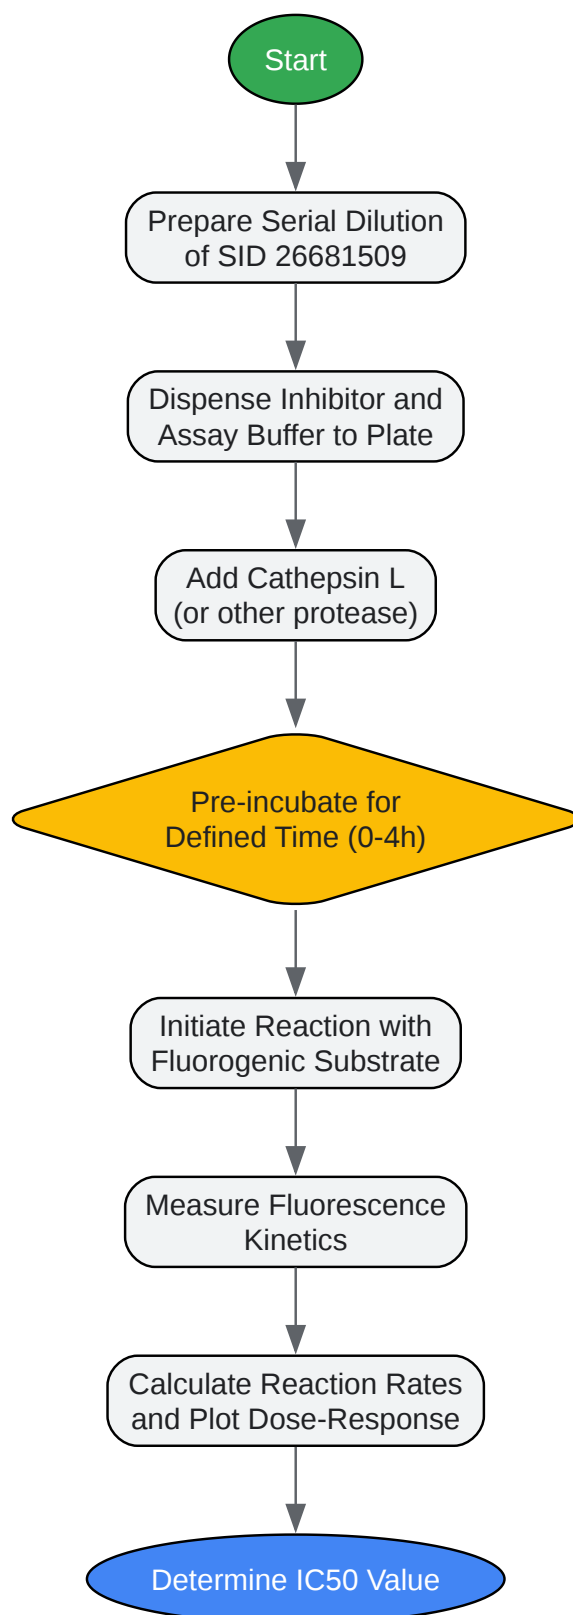 Start
Prepare Serial Dilution
of SID 26681509
Dispense Inhibitor and
Assay Buffer to Plate
Add Cathepsin L
(or other protease)
Pre-incubate for
Defined Time (0-4h)
Initiate Reaction with
Fluorogenic Substrate
Measure Fluorescence
Kinetics
Calculate Reaction Rates
and Plot Dose-Response
Determine IC50 Value